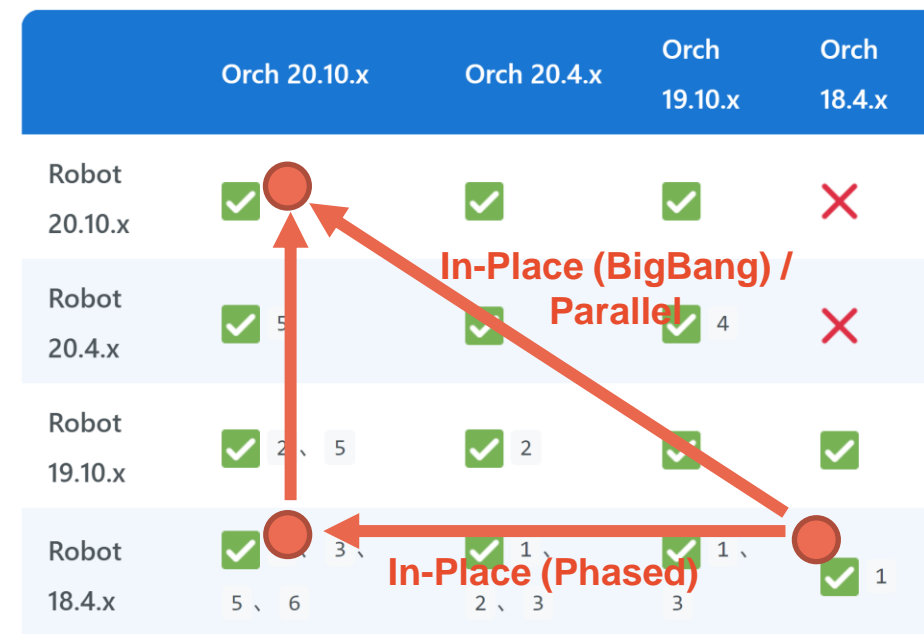 Orch 20.10.x
Orch 20.4.x
Orch
19.10.x
Orch
18.4.x
Robot
20.10.x
In-Place (BigBang) /
Parallel
Robot
20.4.x
5
4
Robot
19.10.x
2、 5
2
Robot
18.4.x
3、
5、 6
1、
2、 3
1、
3
1
In-Place (Phased)